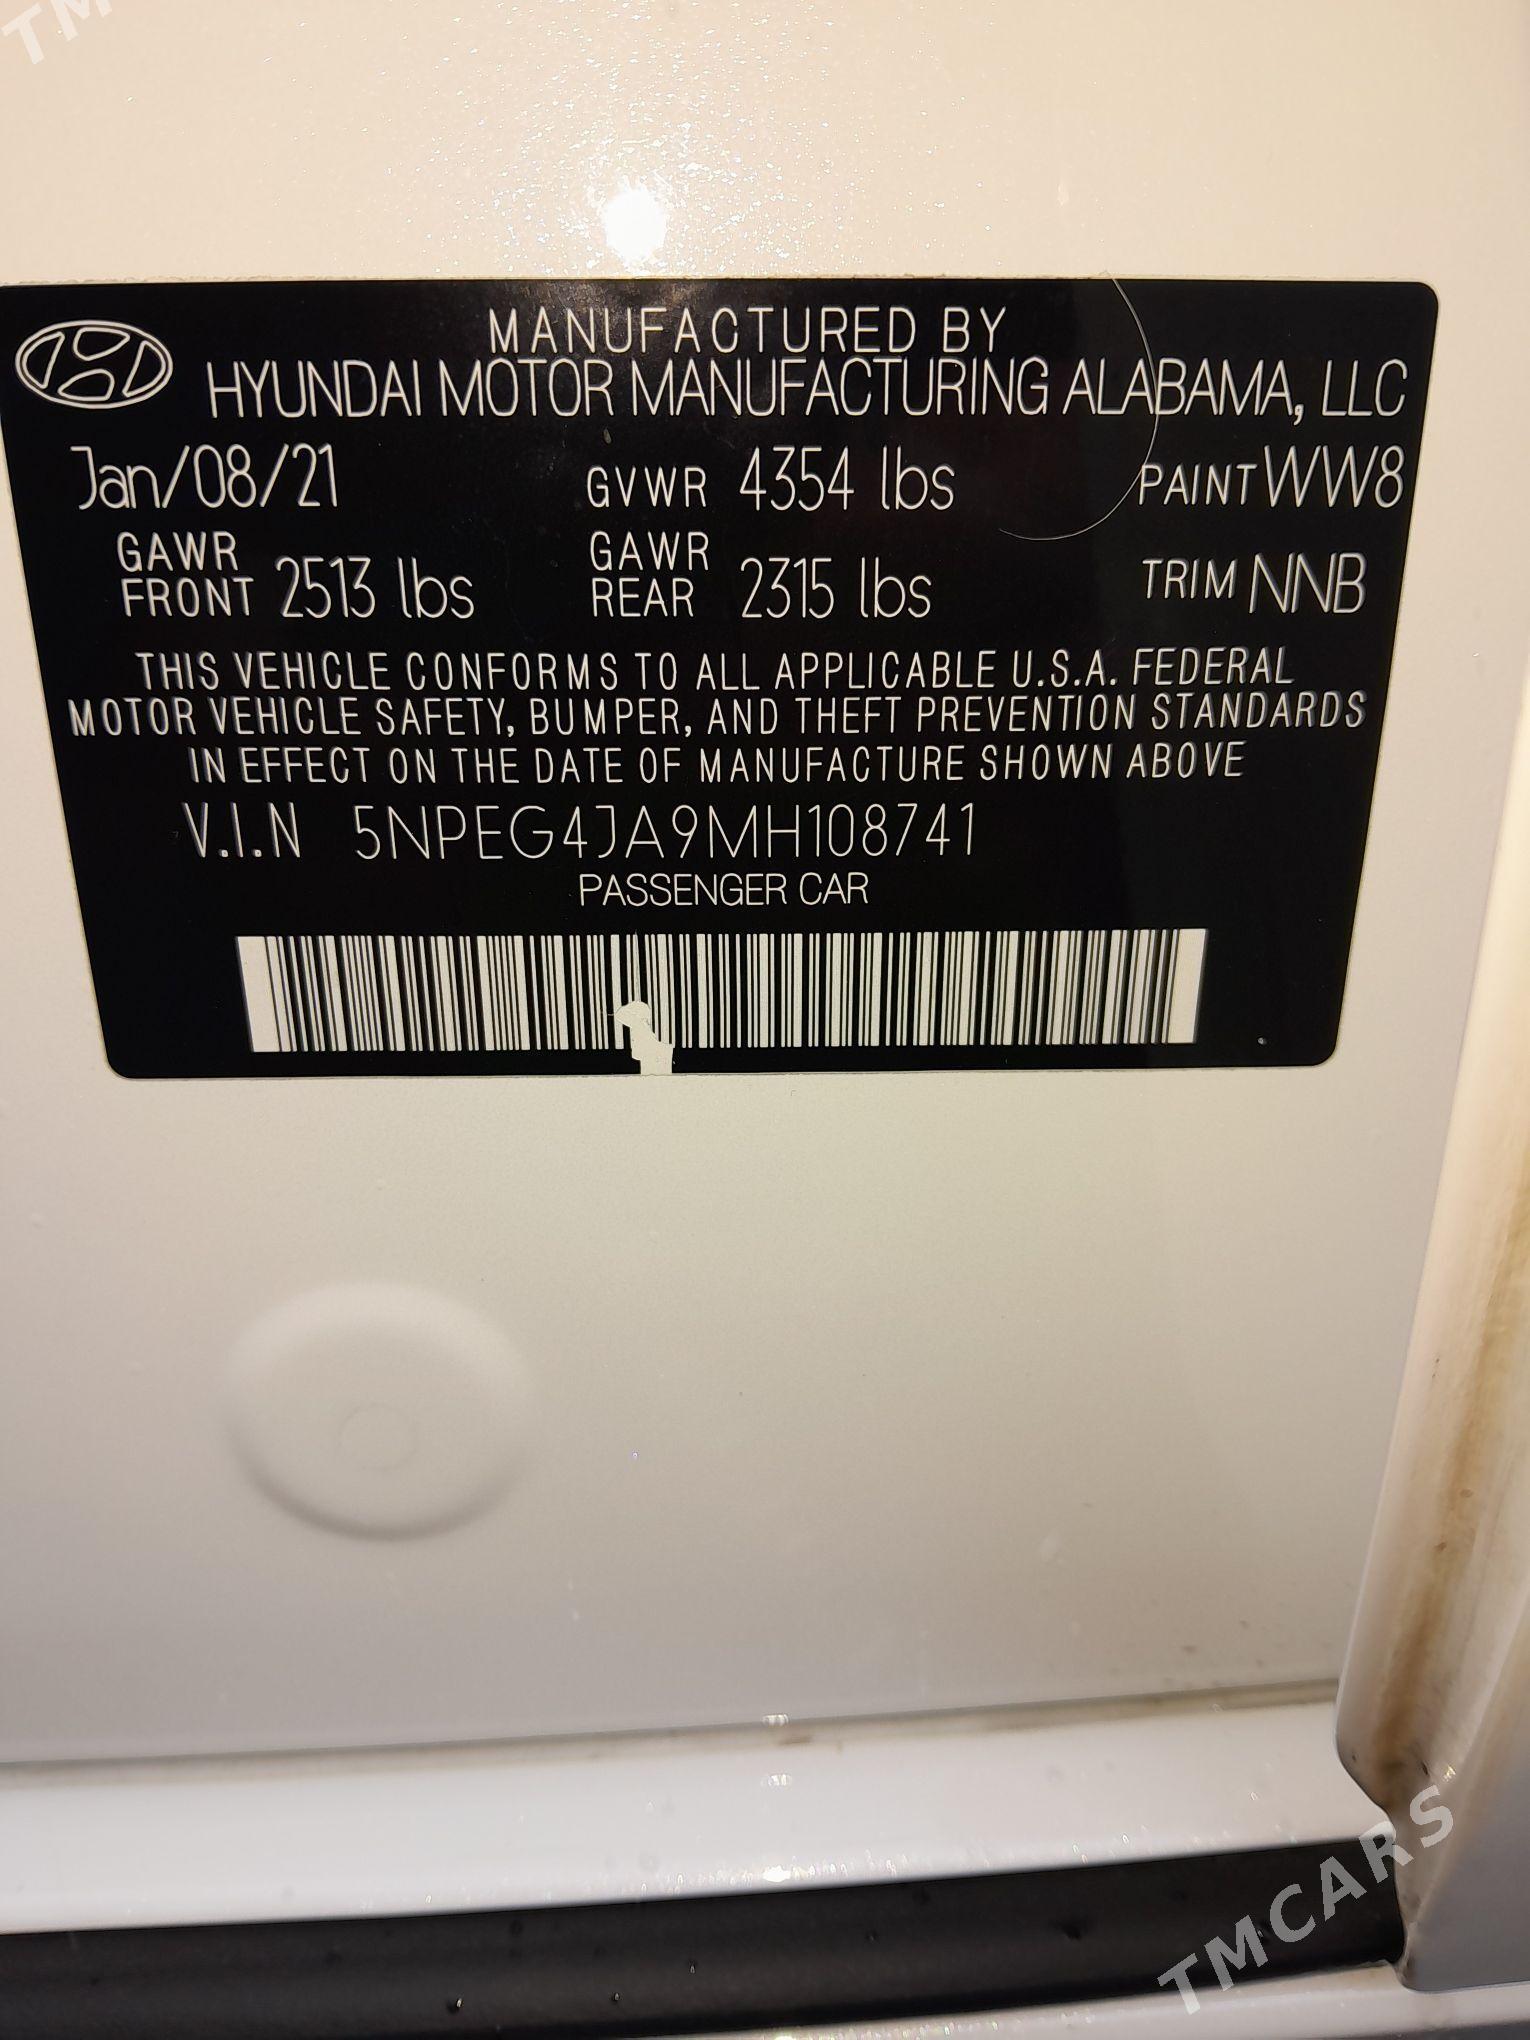 TM
MANUFACTURED BY
HYUNDAI MOTOR MANUFACTURING ALABAMA, LLC
Jan/08/21 GVWR 4354 lbs PAINT WW8
GAWR FRONT 2513 lbs GAWR REAR 2315 lbs TRIM NNB
THIS VEHICLE CONFORMS TO ALL APPLICABLE U.S.A. FEDERAL
MOTOR VEHICLE SAFETY, BUMPER, AND THEFT PREVENTION STANDARDS
IN EFFECT ON THE DATE OF MANUFACTURE SHOWN ABOVE
V.I.N 5NPEG4JA9MH108741
PASSENGER CAR
TMCARS